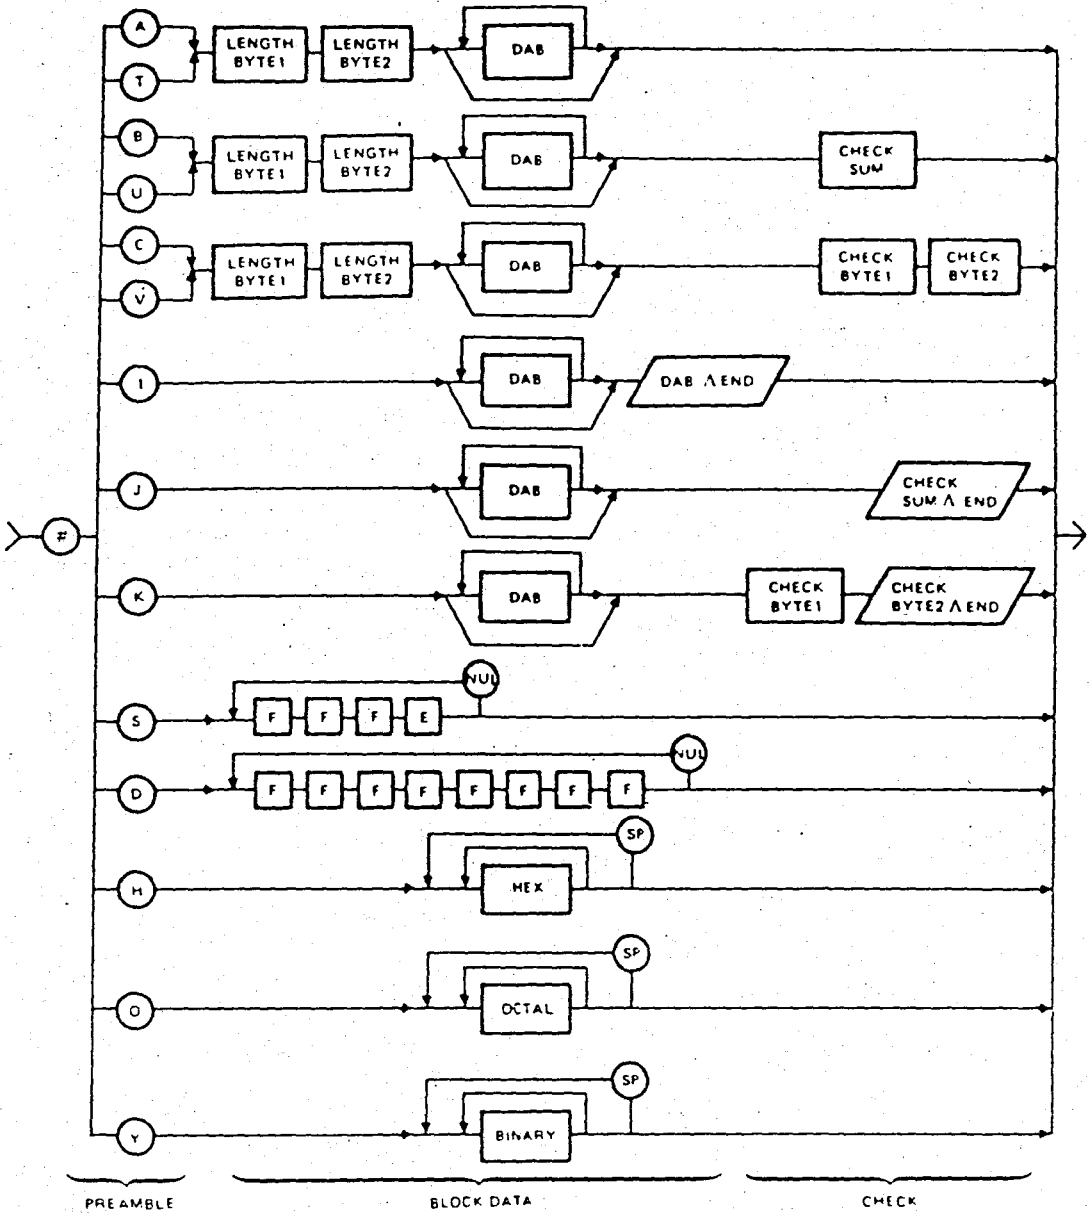 A
T
LENGTH BYTE1
LENGTH BYTE2
DAB
B
U
LENGTH BYTE1
LENGTH BYTE2
DAB
CHECK SUM
C
V
LENGTH BYTE1
LENGTH BYTE2
DAB
CHECK BYTE1
CHECK BYTE2
I
DAB
DAB Λ END
J
DAB
CHECK SUM Λ END
#
K
DAB
CHECK BYTE1
CHECK BYTE2 Λ END
NUL
S
F
F
F
E
NUL
D
F
F
F
F
F
F
F
F
SP
H
HEX
SP
O
OCTAL
SP
Y
BINARY
PREAMBLE
BLOCK DATA
CHECK